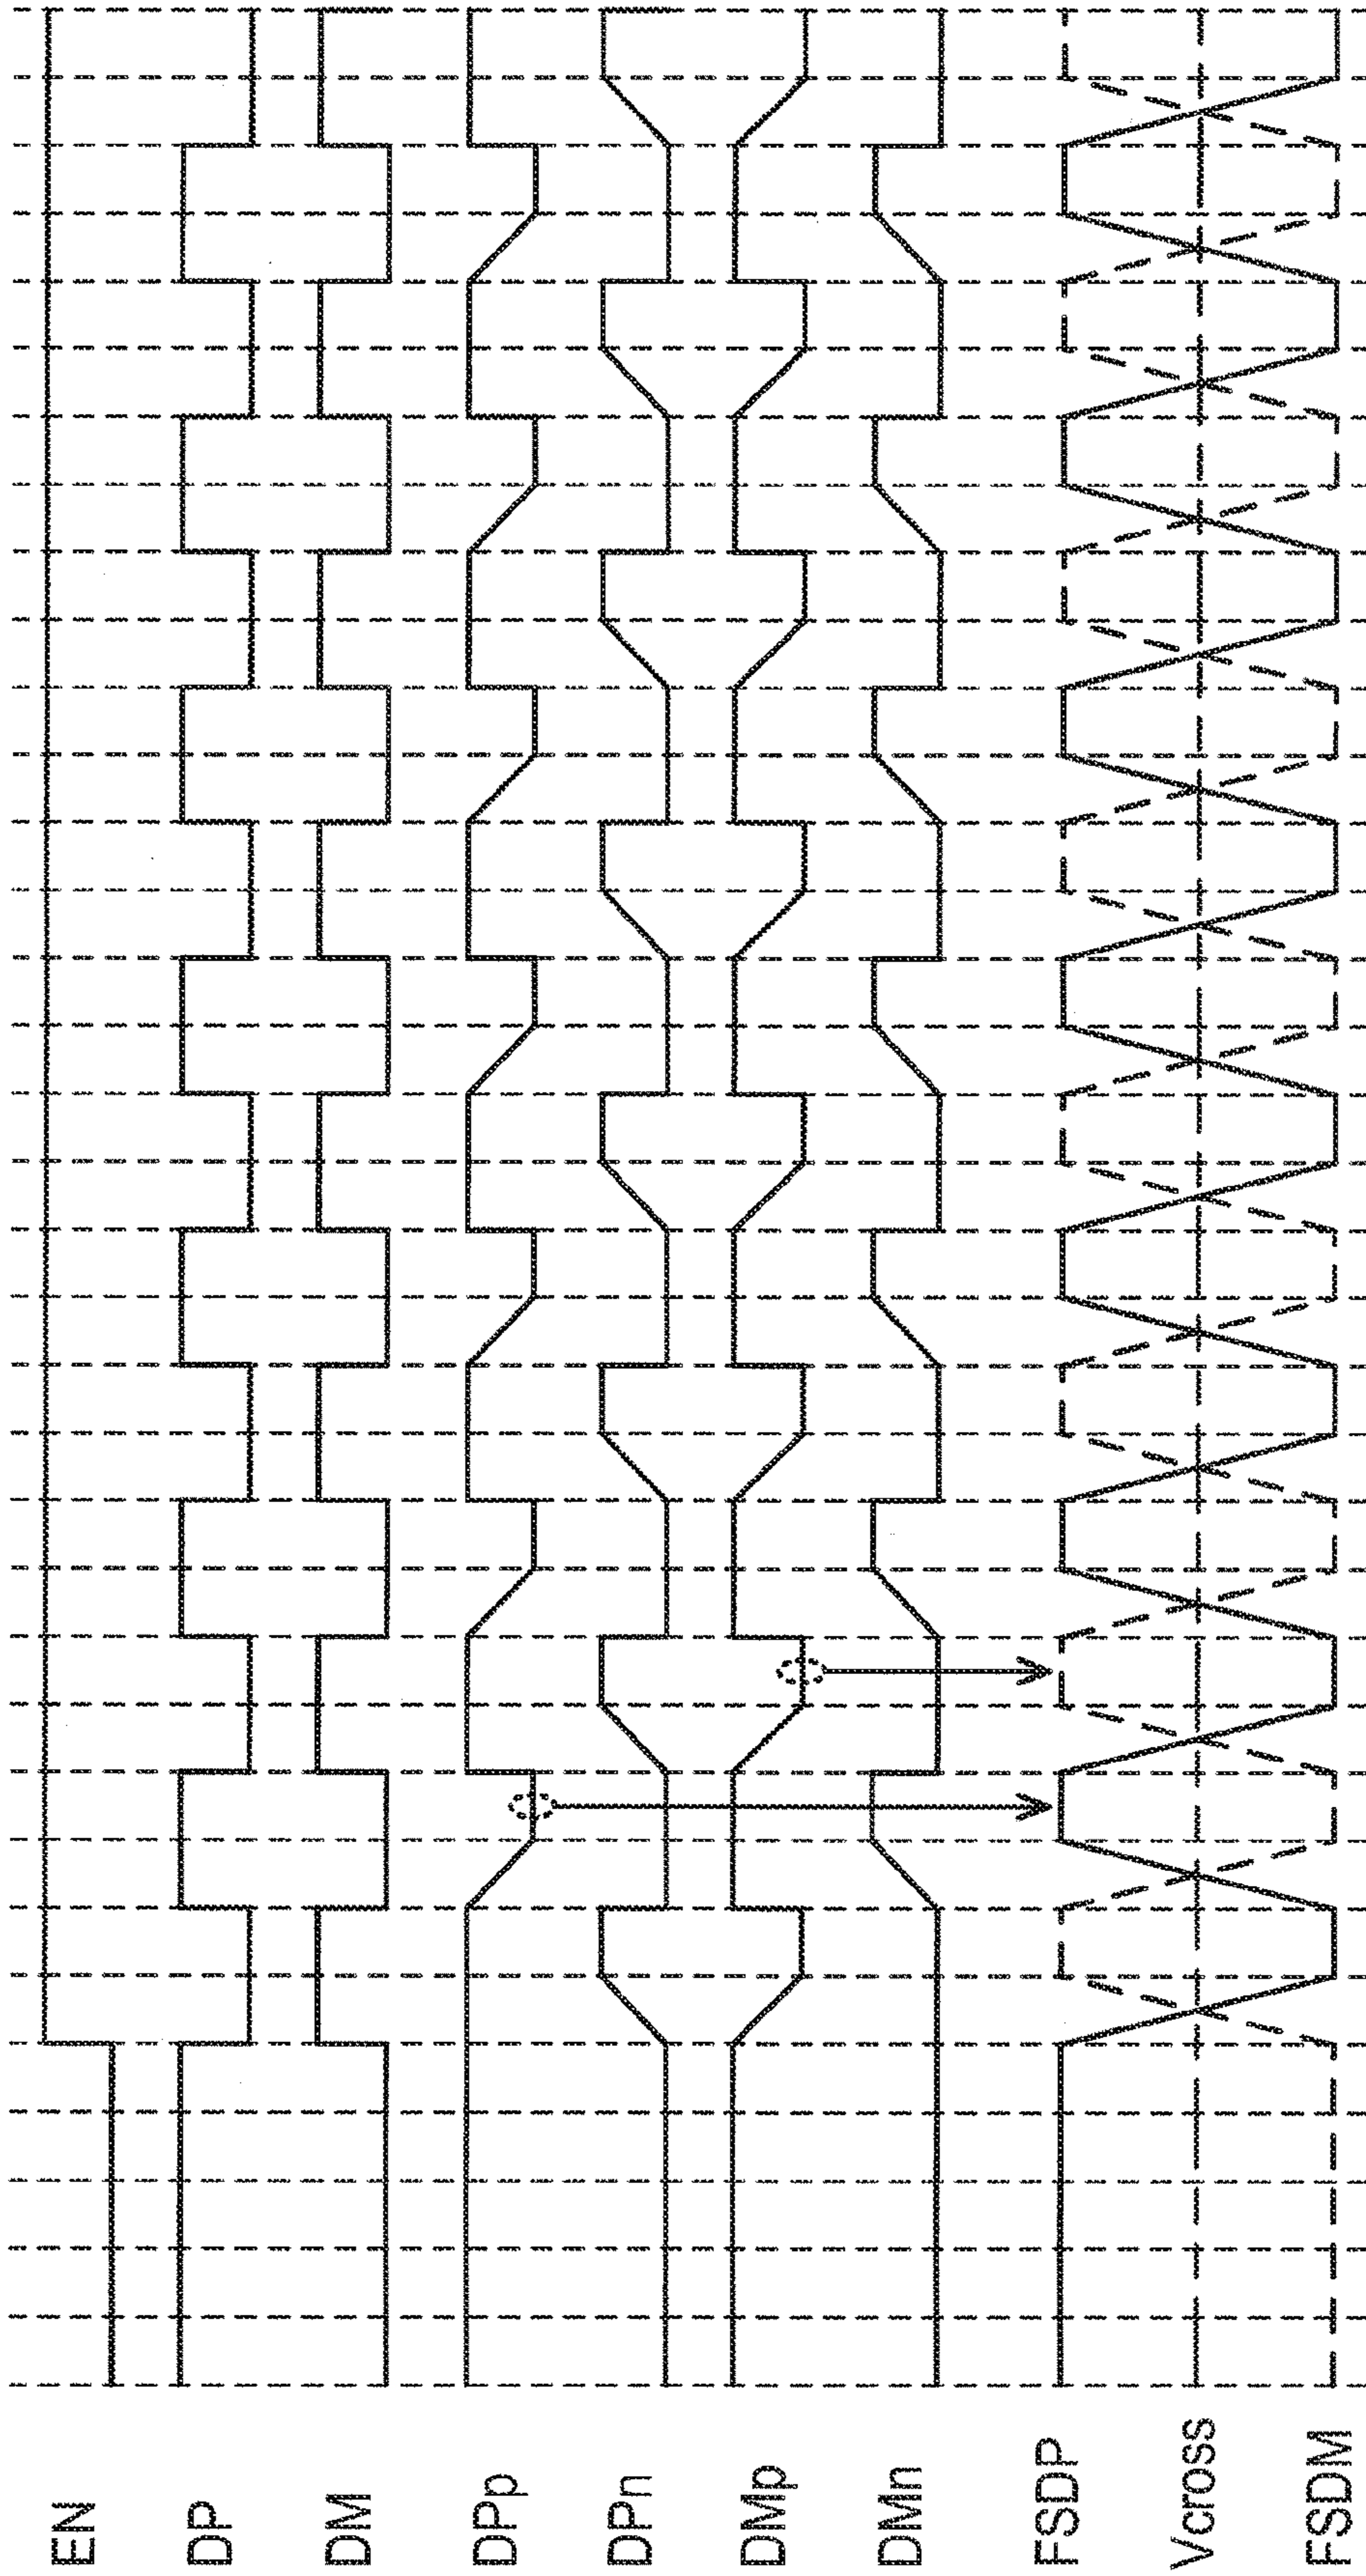 EN
DP
DM
DPp
DPn
DMp
DMn
FSDP
Vcross
FSDM